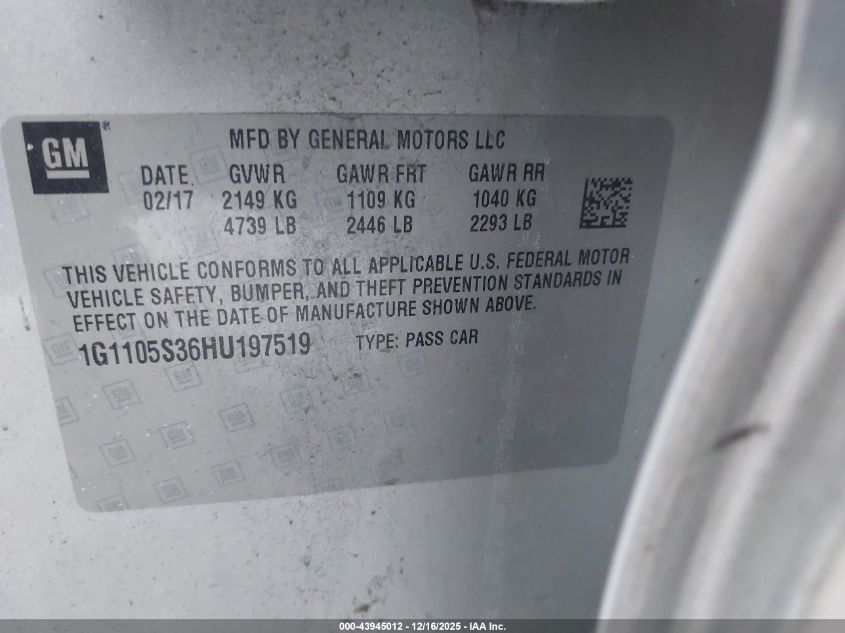 GM ®
MFD BY GENERAL MOTORS LLC
DATE GVWR GAWR FRT GAWR RR
02/17 2149 KG 1109 KG 1040 KG
4739 LB 2446 LB 2293 LB
THIS VEHICLE CONFORMS TO ALL APPLICABLE U.S. FEDERAL MOTOR
VEHICLE SAFETY, BUMPER, AND THEFT PREVENTION STANDARDS IN
EFFECT ON THE DATE OF MANUFACTURE SHOWN ABOVE.
1G1105S36HU197519 TYPE: PASS CAR
000-43945012 - 12/16/2025 - IAA Inc.